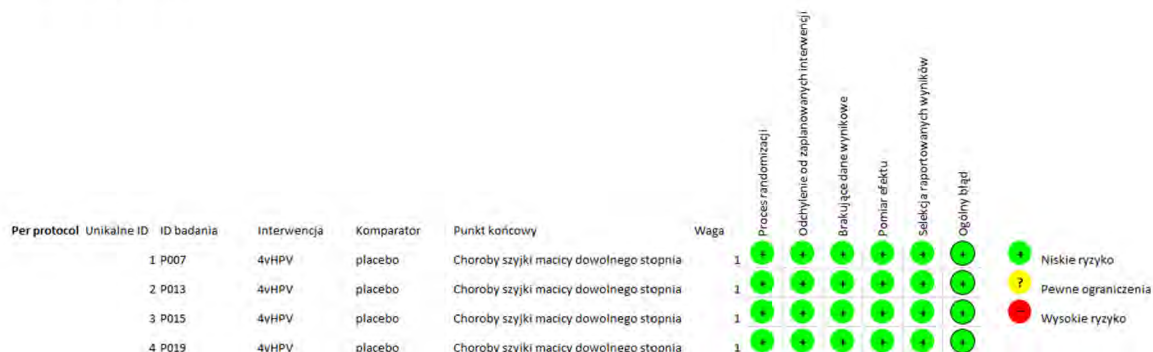 Proces randomizacji
Odchylenie od zaplanowanych interwencji
Brakujące dane wynikowe
Pomiar efektu
Selekcja raportowanych wyników
Ogólny błąd
Per protocol Unikalne ID ID badania Interwencja Komparator Punkt końcowy Waga
1 P007 4vHPV placebo Choroby szyjki macicy dowolnego stopnia 1 + + + + + +
+ Niskie ryzyko
2 P013 4vHPV placebo Choroby szyjki macicy dowolnego stopnia 1 + + + + + +
? Pewne ograniczenia
3 P015 4vHPV placebo Choroby szyjki macicy dowolnego stopnia 1 + + + + + +
Wysokie ryzyko
4 P019 4vHPV placebo Choroby szyjki macicy dowolnego stopnia 1 + + + + + +